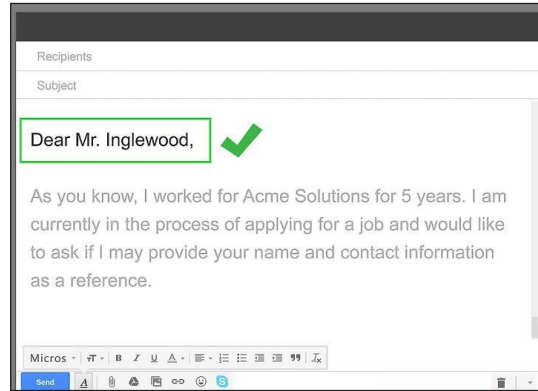 Recipients
Subject
Dear Mr. Inglewood,
As you know, I worked for Acme Solutions for 5 years. I am
currently in the process of applying for a job and would like
to ask if I may provide your name and contact information
as a reference.
Micros
B I U A
Send A